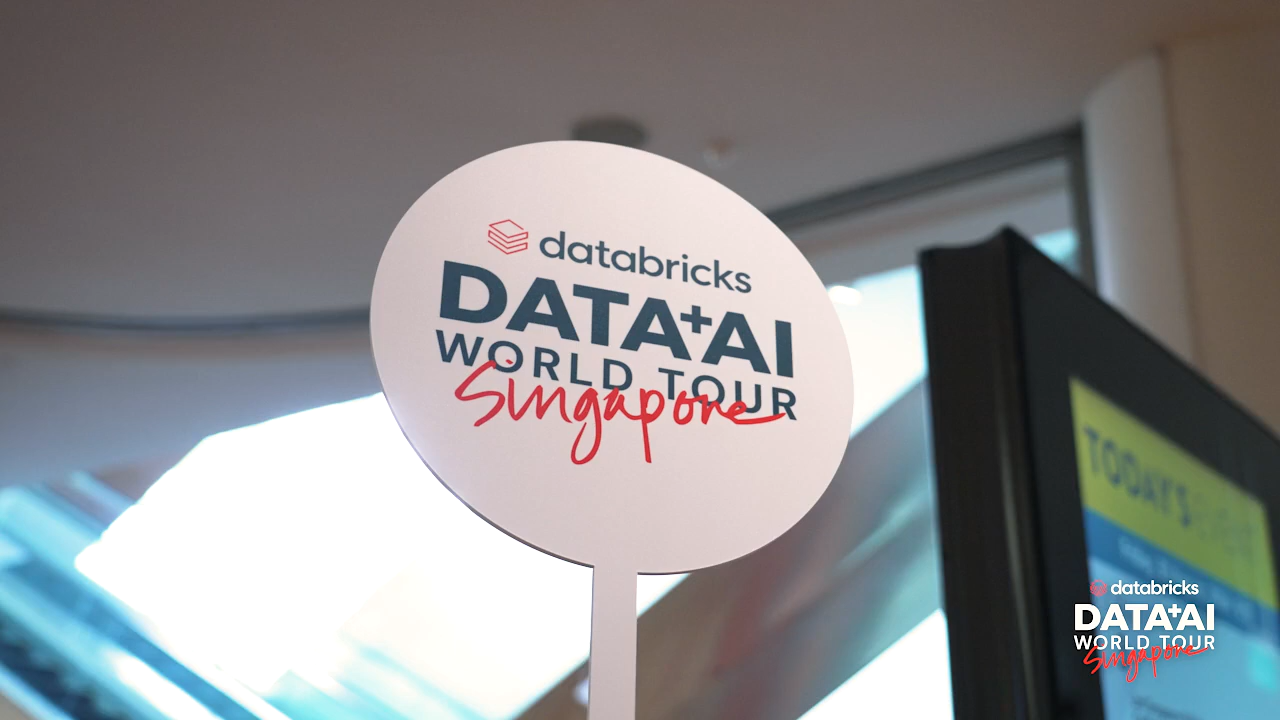 databricks
DATA+AI
WORLD TOUR
Singapore
TODAY'S
databricks
DATA+AI
WORLD TOUR
Singapore